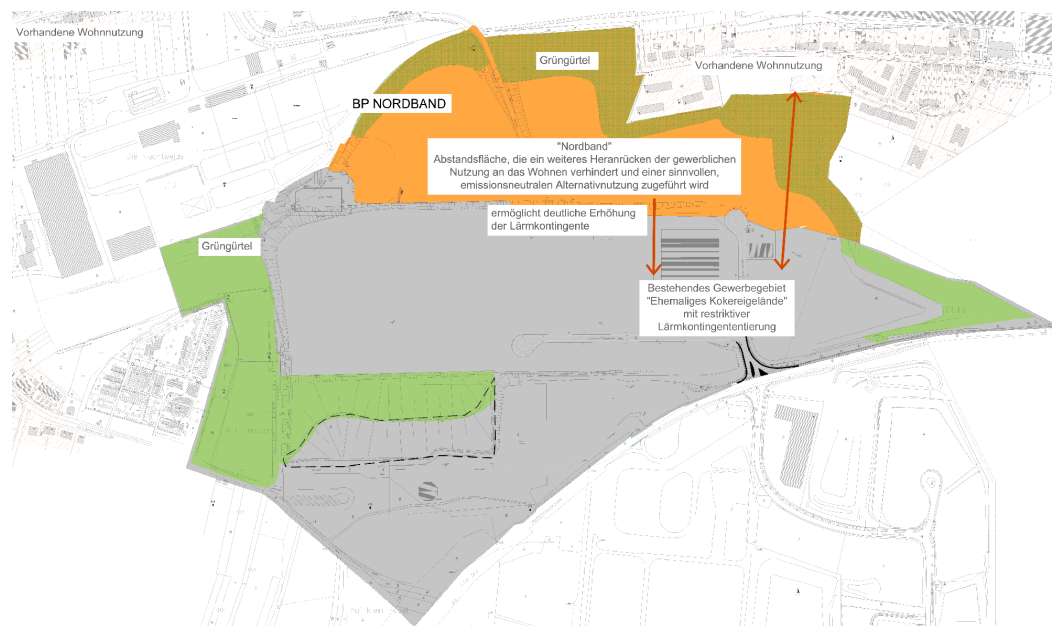 Vorhandene Wohnnutzung
Grüngürtel
Vorhandene Wohnnutzung
BP NORDBAND
"Nordband"
Abstandsfläche, die ein weiteres Heranrücken der gewerblichen
Nutzung an das Wohnen verhindert und einer sinnvollen,
emissionsneutralen Alternativnutzung zugeführt wird
ermöglicht deutliche Erhöhung
der Lärmkontingente
Grüngürtel
Bestehendes Gewerbegebiet
"Ehemaliges Kokereigelände"
mit restriktiver
Lärmkontingententierung